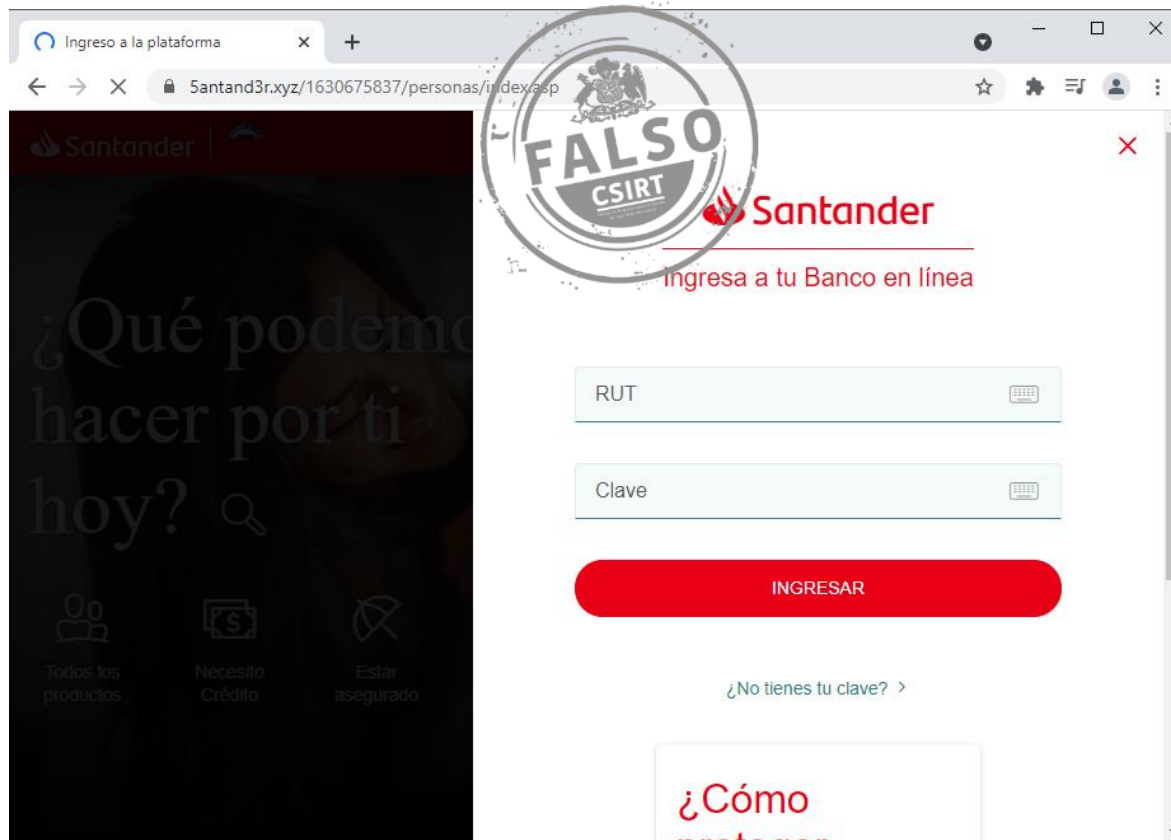 Ingreso a la plataforma
5antand3r.xyz/1630675837/personas/index.asp
Santander
FALSO
CSIRT
Santander
Ingresa a tu Banco en línea
¿Qué podemo
hacer por ti
hoy?
RUT
Clave
INGRESAR
Todos los
productos
Necesito
Crédito
Estar
asegurado
¿No tienes tu clave? >
¿Cómo
proteger